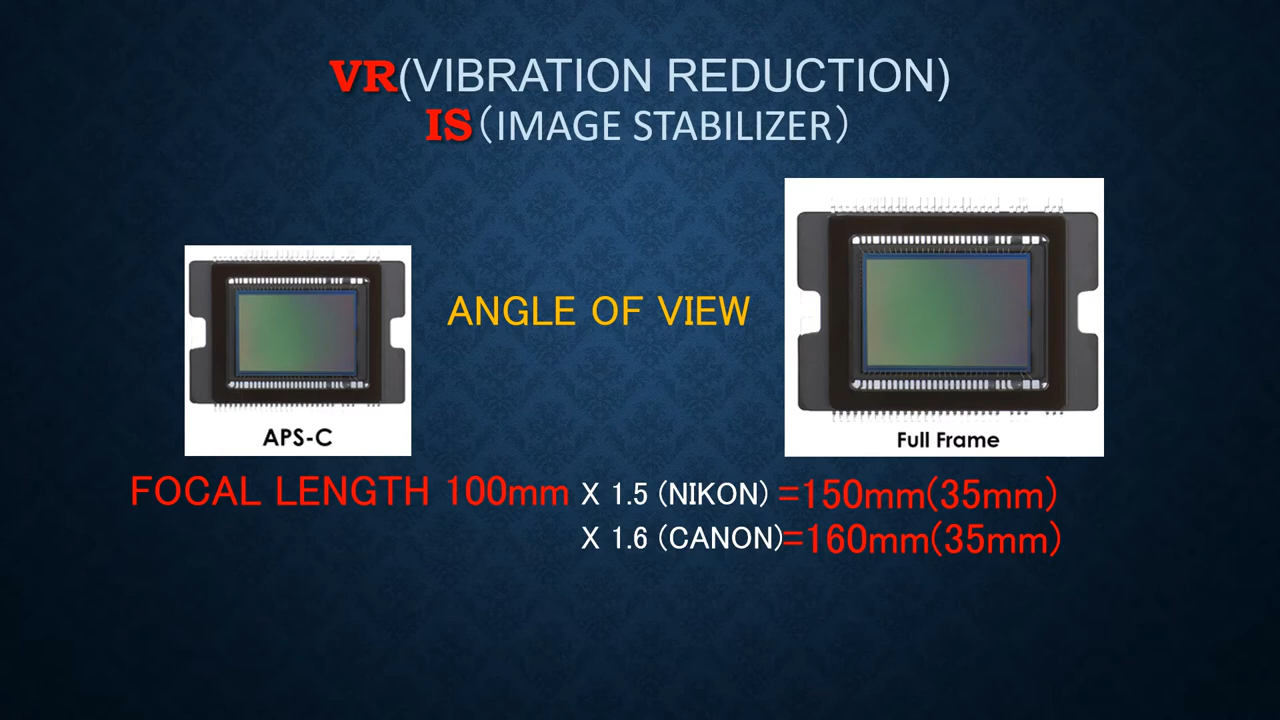 VR(VIBRATION REDUCTION)
IS(IMAGE STABILIZER)
ANGLE OF VIEW
APS-C
Full Frame
FOCAL LENGTH 100mm X 1.5 (NIKON) =150mm(35mm)
X 1.6 (CANON)=160mm(35mm)